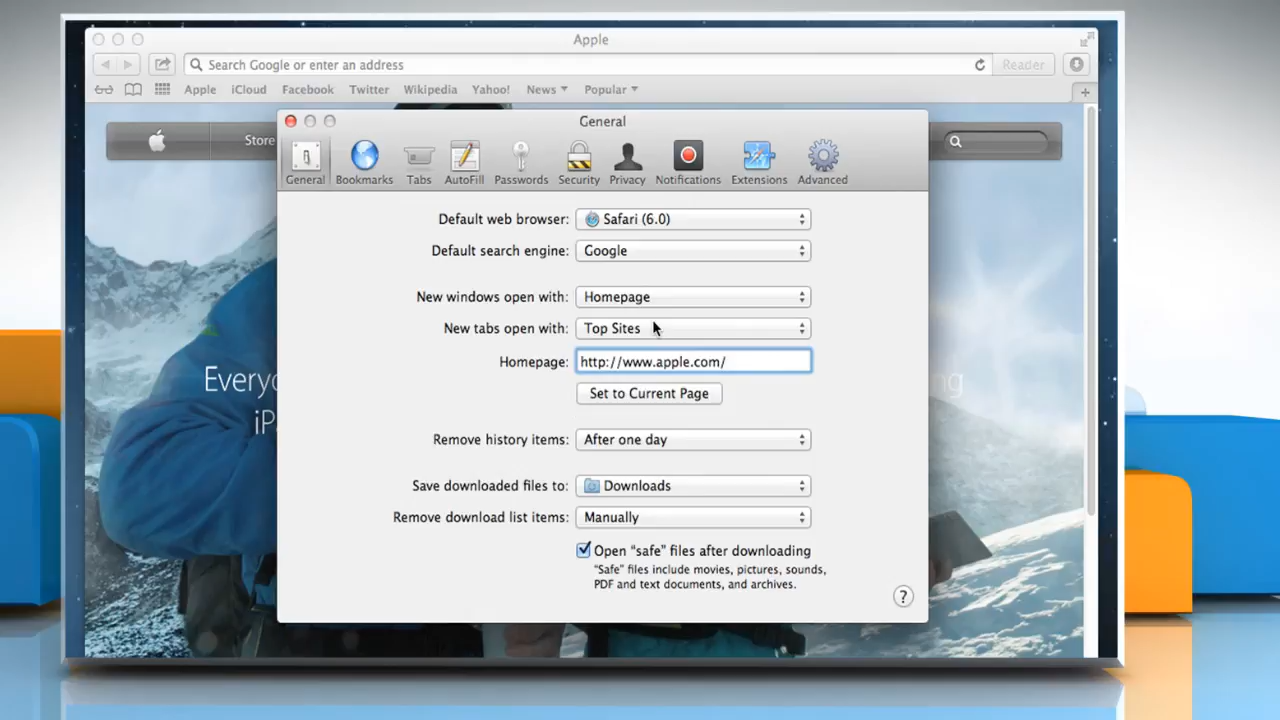 Apple
Search Google or enter an address
Reader
Apple iCloud Facebook Twitter Wikipedia Yahoo! News Popular
Store
General
General Bookmarks Tabs AutoFill Passwords Security Privacy Notifications Extensions Advanced
Default web browser: Safari (6.0)
Default search engine: Google
New windows open with: Homepage
New tabs open with: Top Sites
Homepage: http://www.apple.com/
Set to Current Page
Remove history items: After one day
Save downloaded files to: Downloads
Remove download list items: Manually
Open “safe” files after downloading
“Safe” files include movies, pictures, sounds,
PDF and text documents, and archives.
?